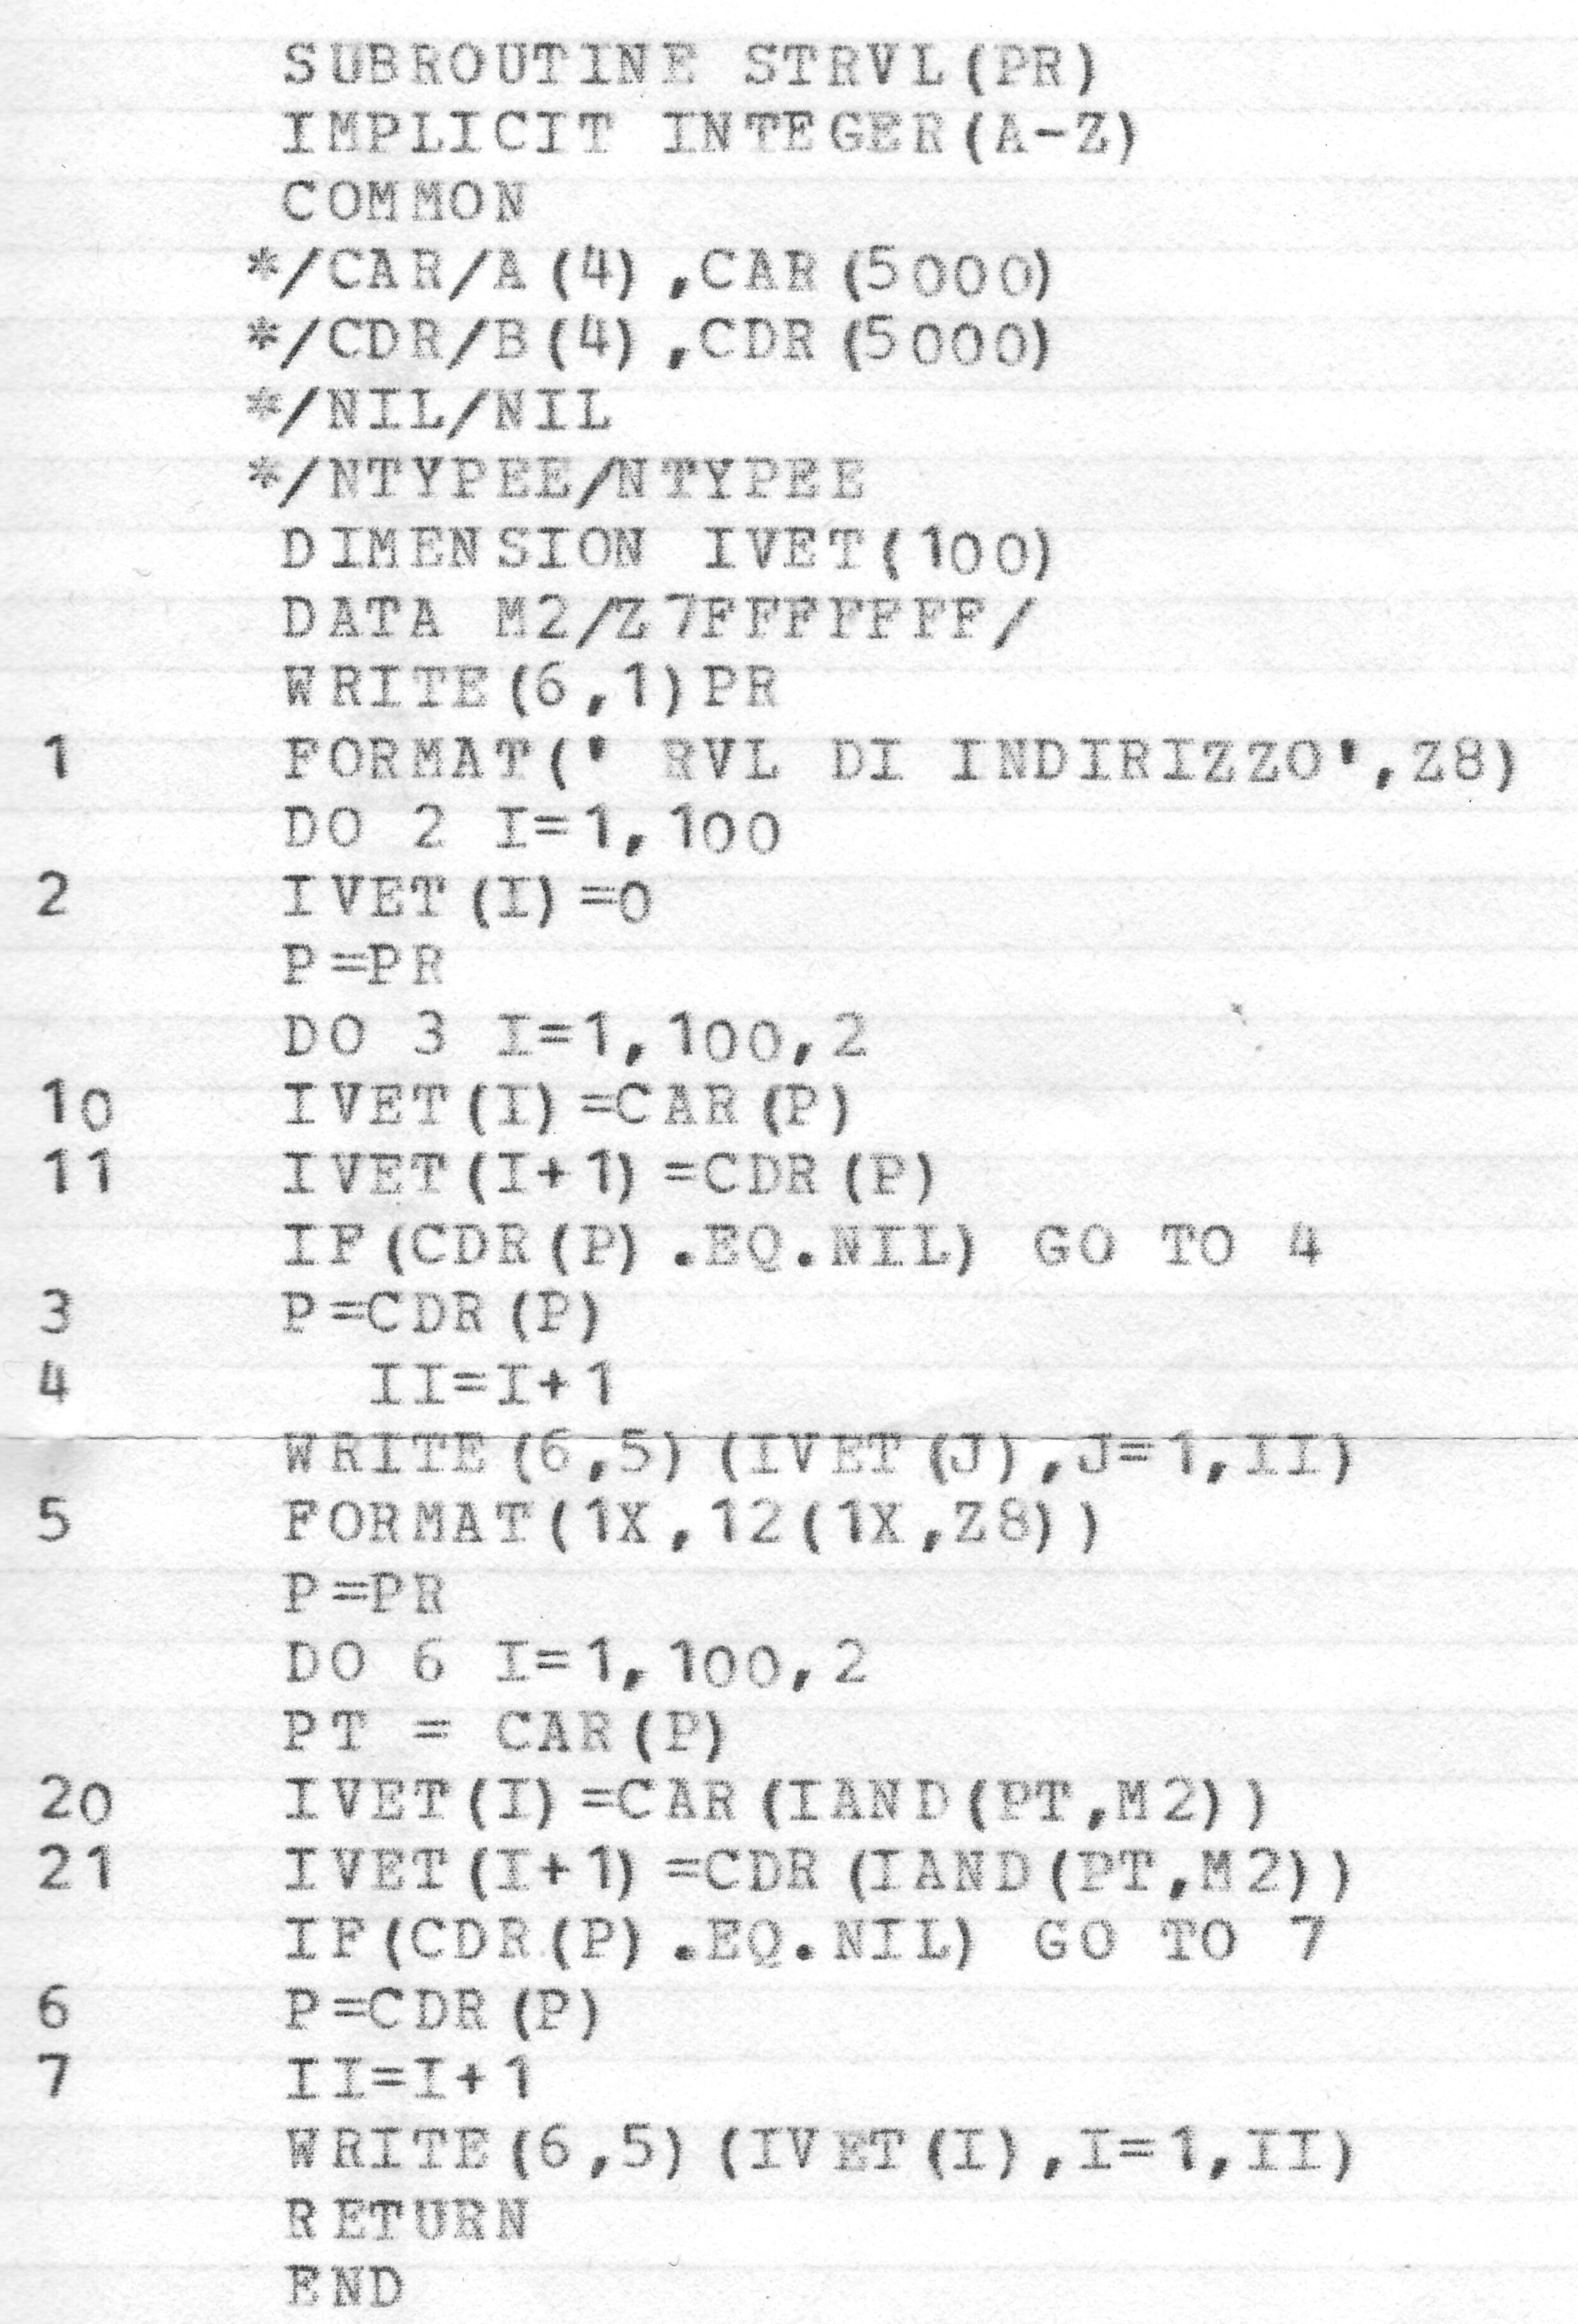 SUBROUTINE STRVL(PR)
IMPLICIT INTEGER(A-Z)
COMMON
*/CAR/A(4),CAR(5000)
*/CDR/B(4),CDR(5000)
*/NIL/NIL
*/NTYPEE/NTYPEE
DIMENSION IVET(100)
DATA M2/Z7FFFFFFF/
WRITE(6,1)PR
1 FORMAT(' RVL DI INDIRIZZO',Z8)
DO 2 I=1,100
2 IVET(I)=0
P=PR
DO 3 I=1,100,2
10 IVET(I)=CAR(P)
11 IVET(I+1)=CDR(P)
IF(CDR(P).EQ.NIL) GO TO 4
3 P=CDR(P)
4 II=I+1
WRITE(6,5)(IVET(J),J=1,II)
5 FORMAT(1X,12(1X,Z8))
P=PR
DO 6 I=1,100,2
PT = CAR(P)
20 IVET(I)=CAR(IAND(PT,M2))
21 IVET(I+1)=CDR(IAND(PT,M2))
IF(CDR(P).EQ.NIL) GO TO 7
6 P=CDR(P)
7 II=I+1
WRITE(6,5)(IVET(I),I=1,II)
RETURN
END